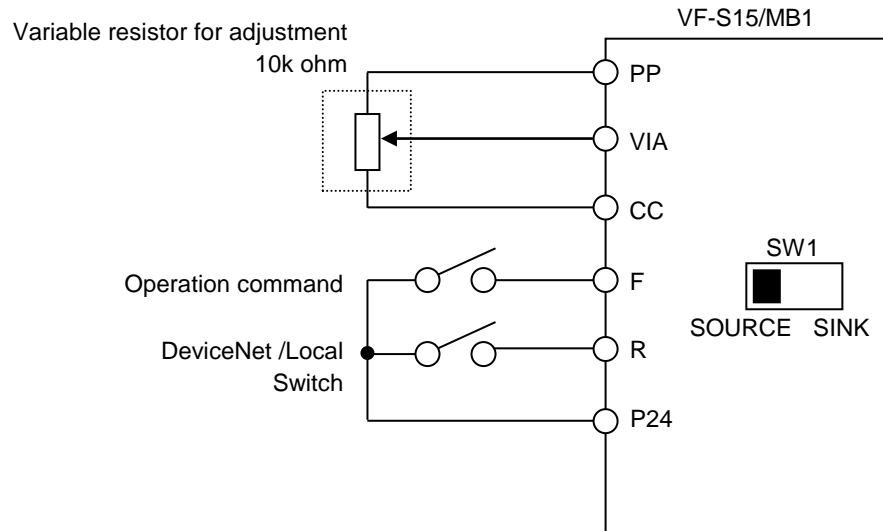 VF-S15/MB1
Variable resistor for adjustment
10k ohm
PP
VIA
CC
SW1
Operation command
F
SOURCE SINK
DeviceNet /Local
Switch
R
P24